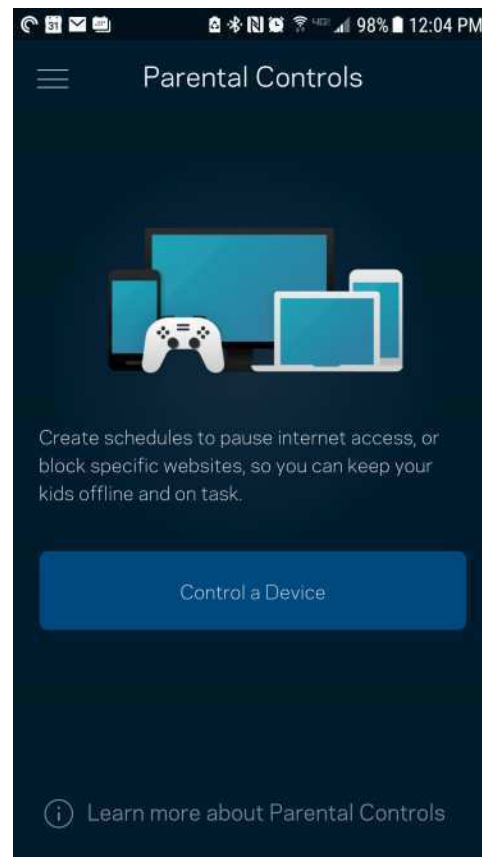 31 98% 12:04 PM
Parental Controls
Create schedules to pause internet access, or
block specific websites, so you can keep your
kids offline and on task.
Control a Device
Learn more about Parental Controls